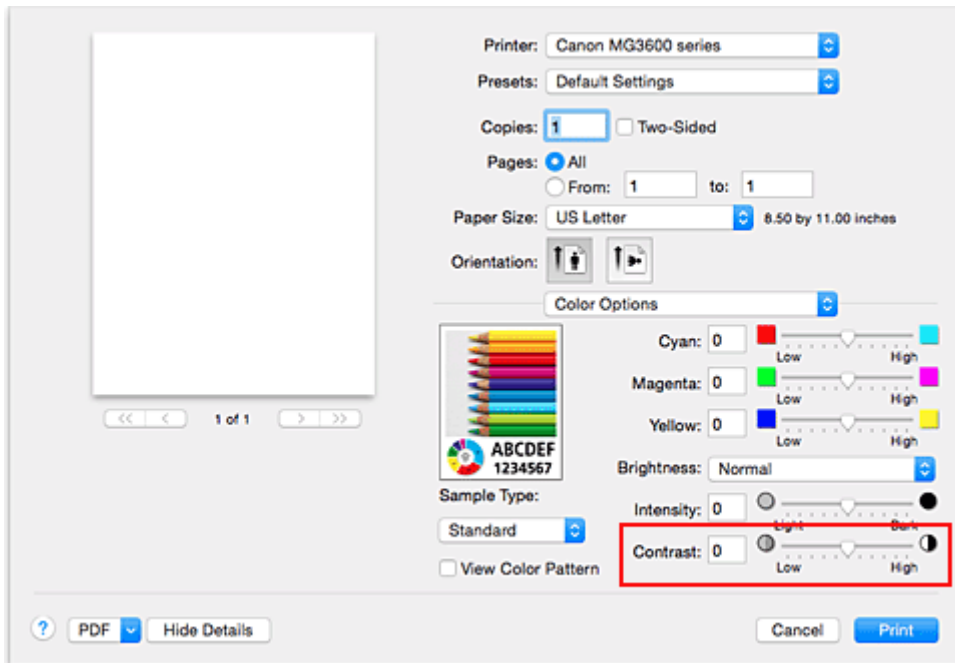 Printer: Canon MG3600 series
Presets: Default Settings
Copies: 1 Two-Sided
Pages: All
From: 1 to: 1
Paper Size: US Letter 8.50 by 11.00 inches
Orientation:
Color Options
Cyan: 0
Low High
Magenta: 0
Low High
Yellow: 0
Low High
Brightness: Normal
Intensity: 0
Light Dark
Contrast: 0
Low High
<< < 1 of 1 > >>
ABCDEF
1234567
Sample Type:
Standard
View Color Pattern
? PDF Hide Details Cancel Print